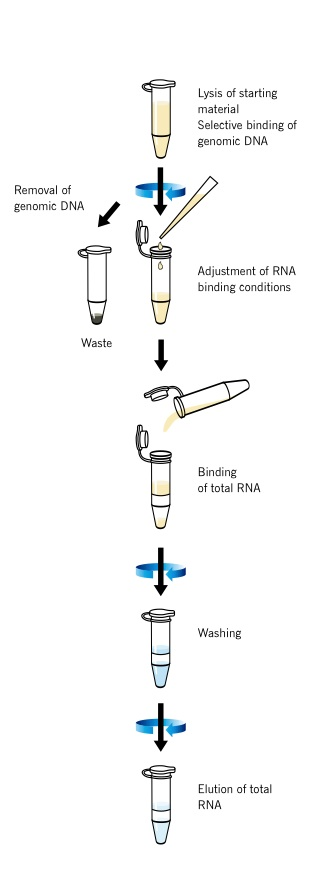 Lysis of starting
material
Selective binding of
genomic DNA
Removal of
genomic DNA
Adjustment of RNA
binding conditions
Waste
Binding
of total RNA
Washing
Elution of total
RNA